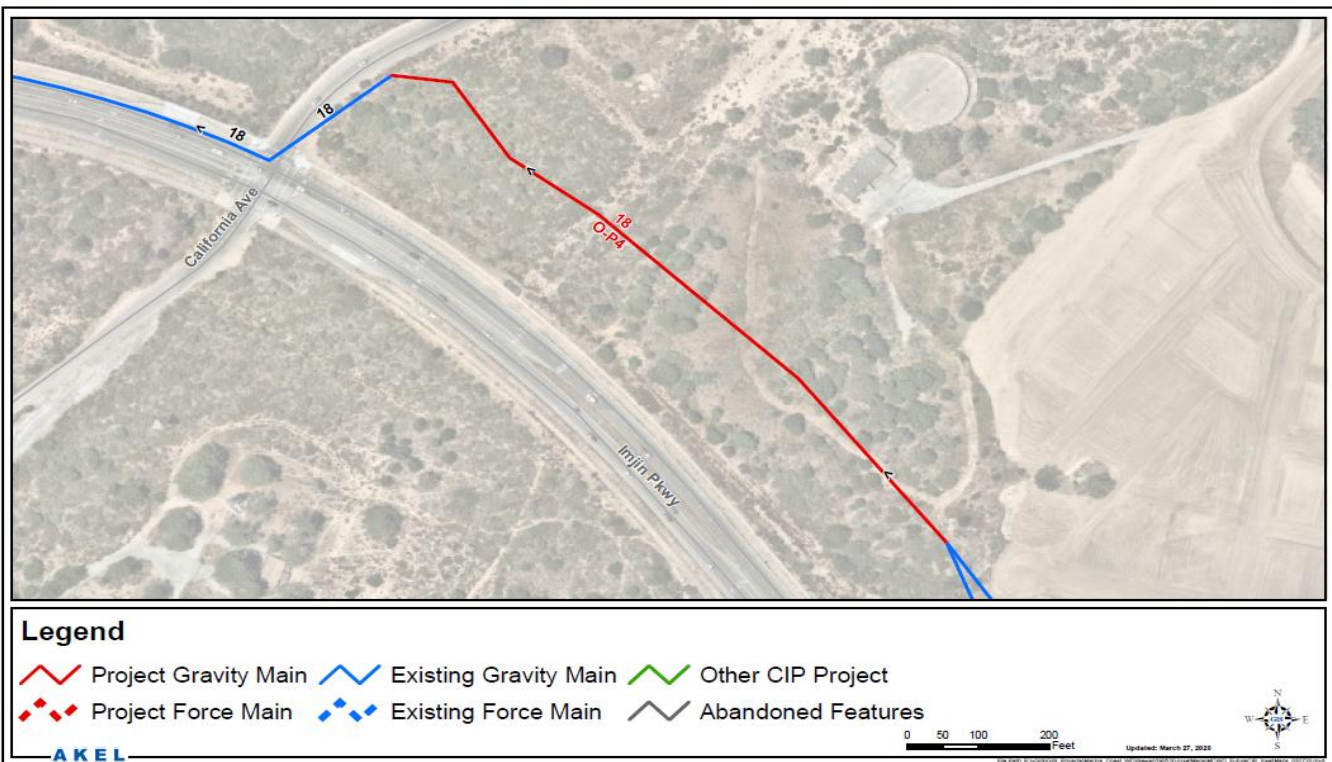 18
18
California Ave
18
O-P4
Imjin Pkwy
Legend
Project Gravity Main
Existing Gravity Main
Other CIP Project
Project Force Main
Existing Force Main
Abandoned Features
N
W GIS E
S
0 50 100 200
Feet
Updated: March 27, 2020
AKEL